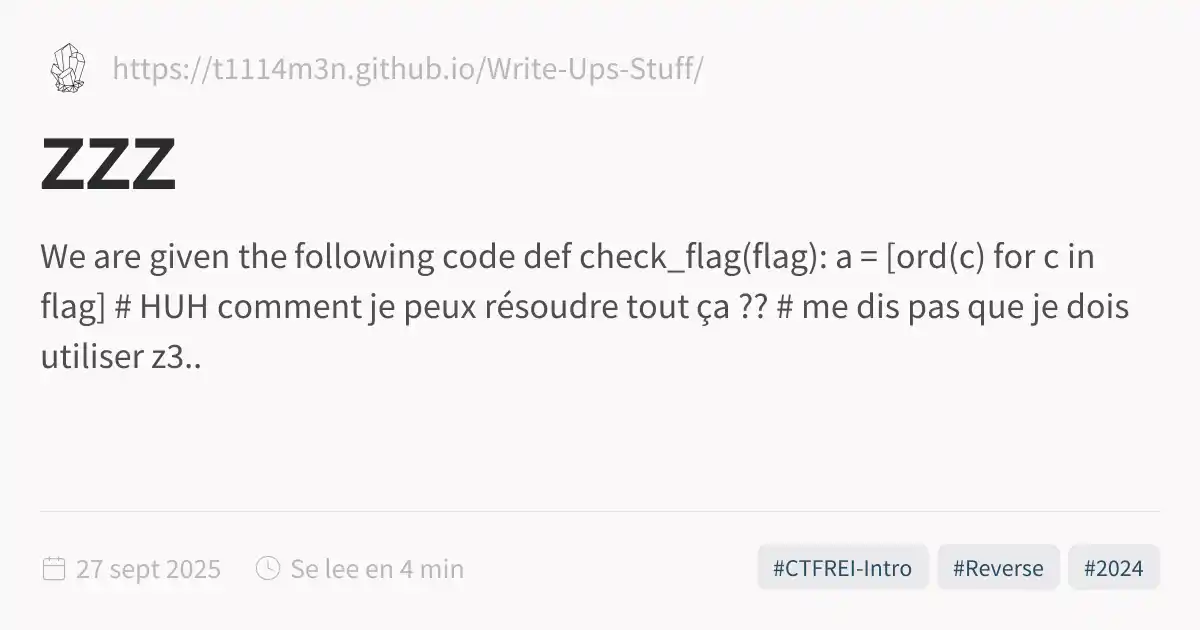 https://t1114m3n.github.io/Write-Ups-Stuff/
ZZZ
We are given the following code def check_flag(flag): a = [ord(c) for c in
flag] # HUH comment je peux résoudre tout ça ?? # me dis pas que je dois
utiliser z3..
27 sept 2025
Se lee en 4 min
#CTFREI-Intro
#Reverse
#2024